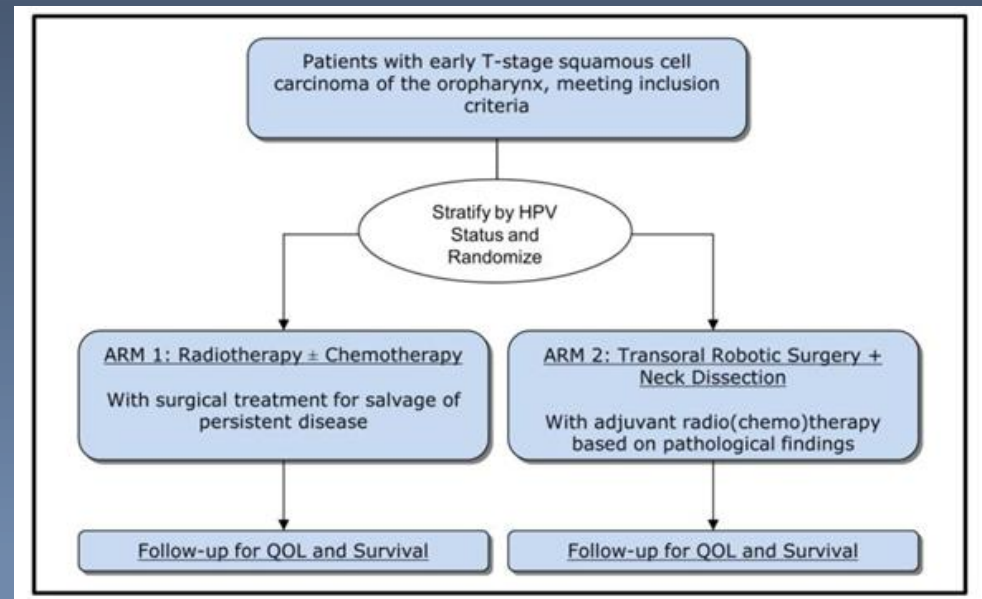 Patients with early T-stage squamous cell
carcinoma of the oropharynx, meeting inclusion
criteria
Stratify by HPV
Status and
Randomize
ARM 1: Radiotherapy ± Chemotherapy
With surgical treatment for salvage of
persistent disease
ARM 2: Transoral Robotic Surgery +
Neck Dissection
With adjuvant radio(chemo)therapy
based on pathological findings
Follow-up for QOL and Survival
Follow-up for QOL and Survival